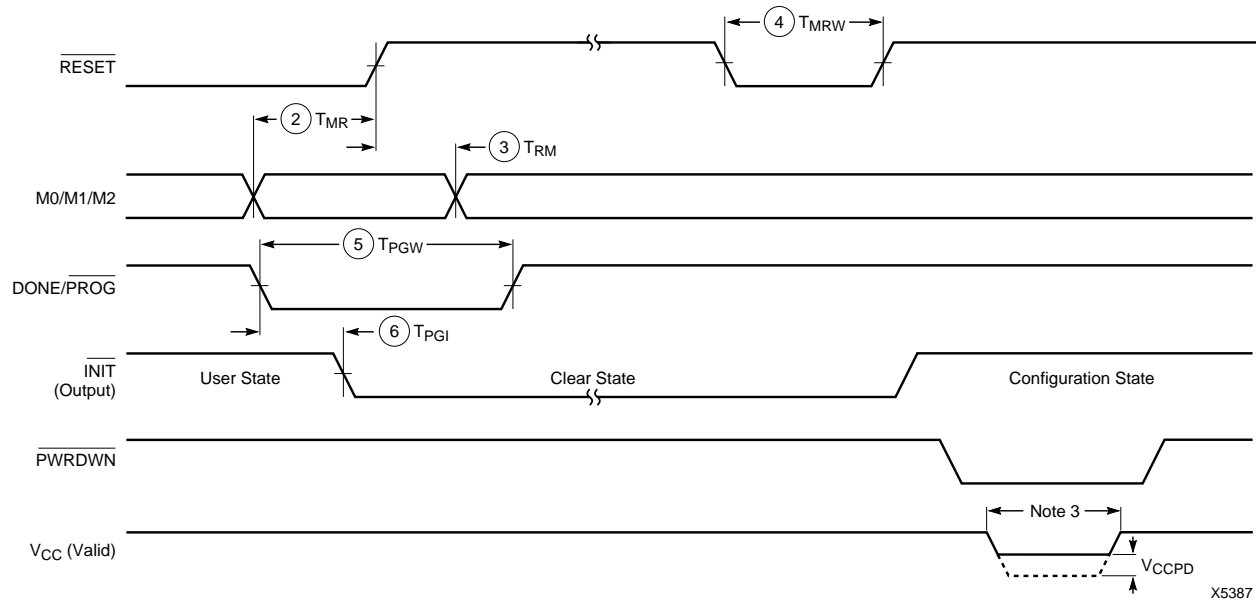 4 TMRW
RESET
2 TMR
3 TRM
M0/M1/M2
5 TPGW
DONE/PROG
6 TPGI
INIT
(Output)
User State
Clear State
Configuration State
PWRDWN
Note 3
VCC (Valid)
VCCPD
X5387